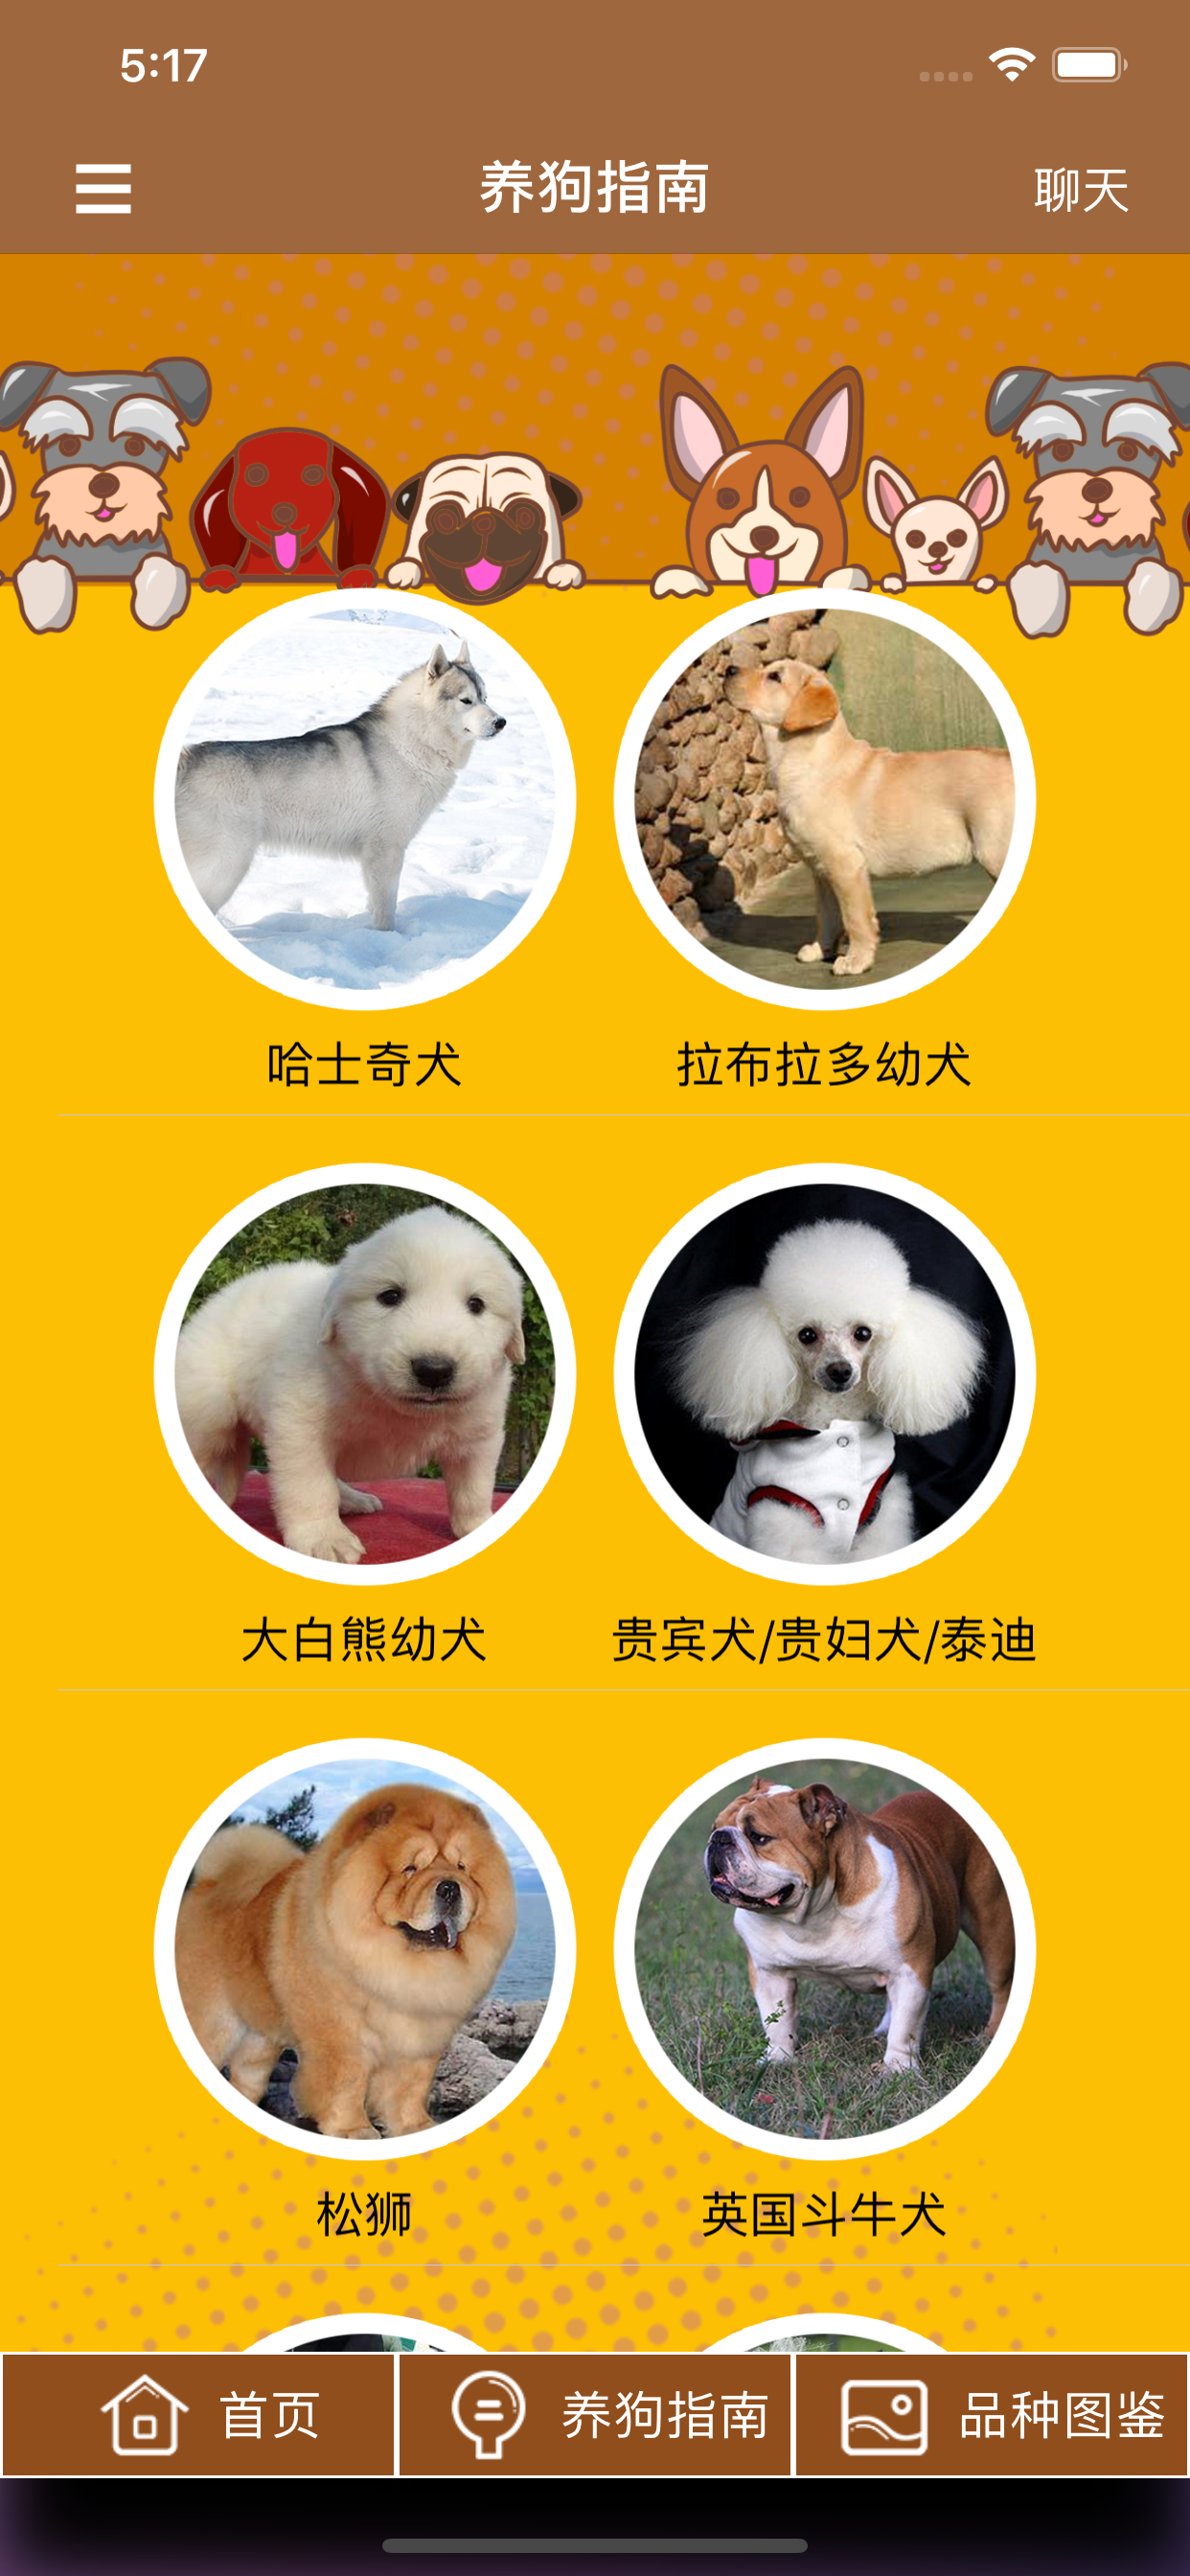 5:17
养狗指南
聊天
哈士奇犬
拉布拉多幼犬
大白熊幼犬
贵宾犬/贵妇犬/泰迪
松狮
英国斗牛犬
首页
养狗指南
品种图鉴